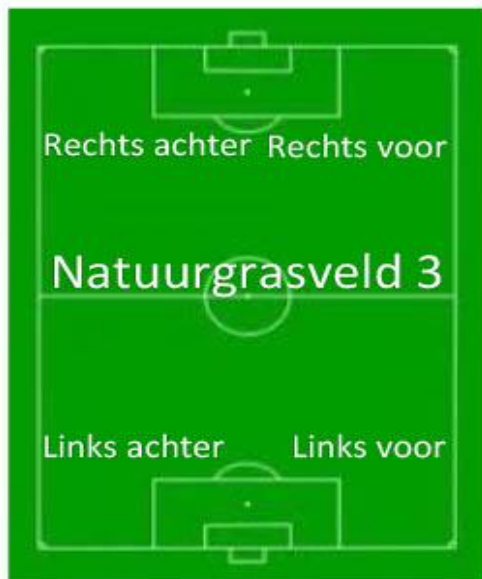 Rechts achter Rechts voor
Natuurgrasveld 3
Links achter Links voor